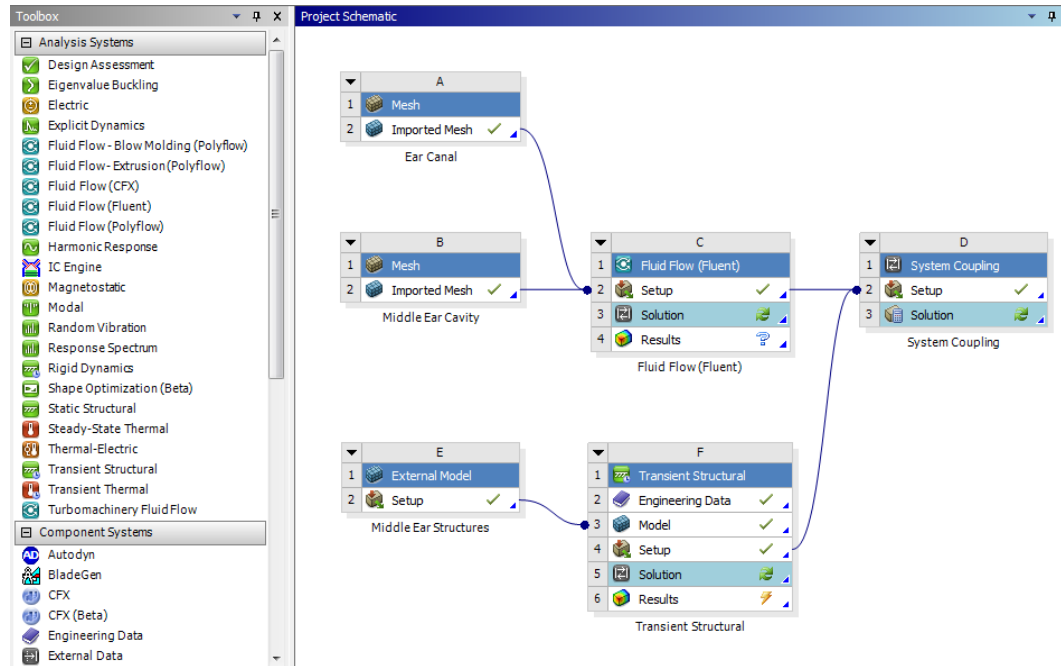 Toolbox
Analysis Systems
Design Assessment
Eigenvalue Buckling
Electric
Explicit Dynamics
Fluid Flow - Blow Molding (Polyflow)
Fluid Flow - Extrusion (Polyflow)
Fluid Flow (CFX)
Fluid Flow (Fluent)
Fluid Flow (Polyflow)
Harmonic Response
IC Engine
Magnetostatic
Modal
Random Vibration
Response Spectrum
Rigid Dynamics
Shape Optimization (Beta)
Static Structural
Steady-State Thermal
Thermal-Electric
Transient Structural
Transient Thermal
Turbomachinery Fluid Flow
Component Systems
Autodyn
BladeGen
CFX
CFX (Beta)
Engineering Data
External Data
Project Schematic
A
1 Mesh
2 Imported Mesh
Ear Canal
B
1 Mesh
2 Imported Mesh
Middle Ear Cavity
C
1 Fluid Flow (Fluent)
2 Setup
3 Solution
4 Results
Fluid Flow (Fluent)
D
1 System Coupling
2 Setup
3 Solution
System Coupling
E
1 External Model
2 Setup
Middle Ear Structures
F
1 Transient Structural
2 Engineering Data
3 Model
4 Setup
5 Solution
6 Results
Transient Structural